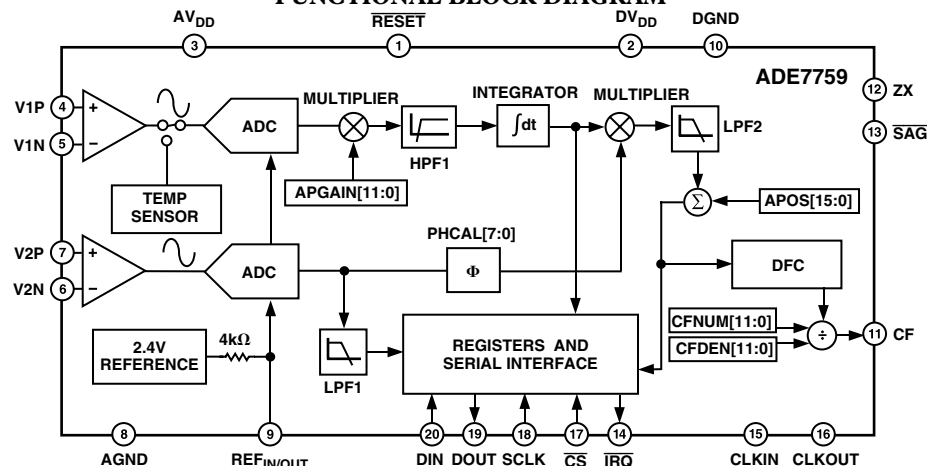 FUNCTIONAL BLOCK DIAGRAM
AVDD
RESET
DVDD
DGND
3
1
2
10
ADE7759
V1P
4
+
V1N
5
−
ADC
MULTIPLIER
HPF1
INTEGRATOR
∫dt
MULTIPLIER
LPF2
12
ZX
13
SAG
TEMP
SENSOR
APGAIN[11:0]
Σ
APOS[15:0]
V2P
7
+
V2N
6
−
ADC
PHCAL[7:0]
Φ
DFC
2.4V
REFERENCE
4kΩ
LPF1
REGISTERS AND
SERIAL INTERFACE
CFNUM[11:0]
CFDEN[11:0]
÷
11
CF
8
9
20
19
18
17
14
15
16
AGND
REFIN/OUT
DIN
DOUT
SCLK
CS
IRQ
CLKIN
CLKOUT